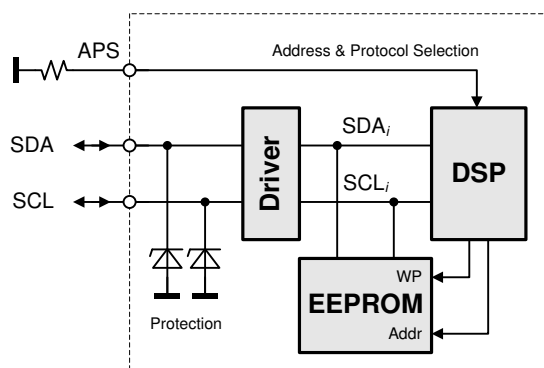 APS
Address & Protocol Selection
SDA
SCL
Driver
SDAi
SCLi
DSP
Protection
WP
EEPROM
Addr